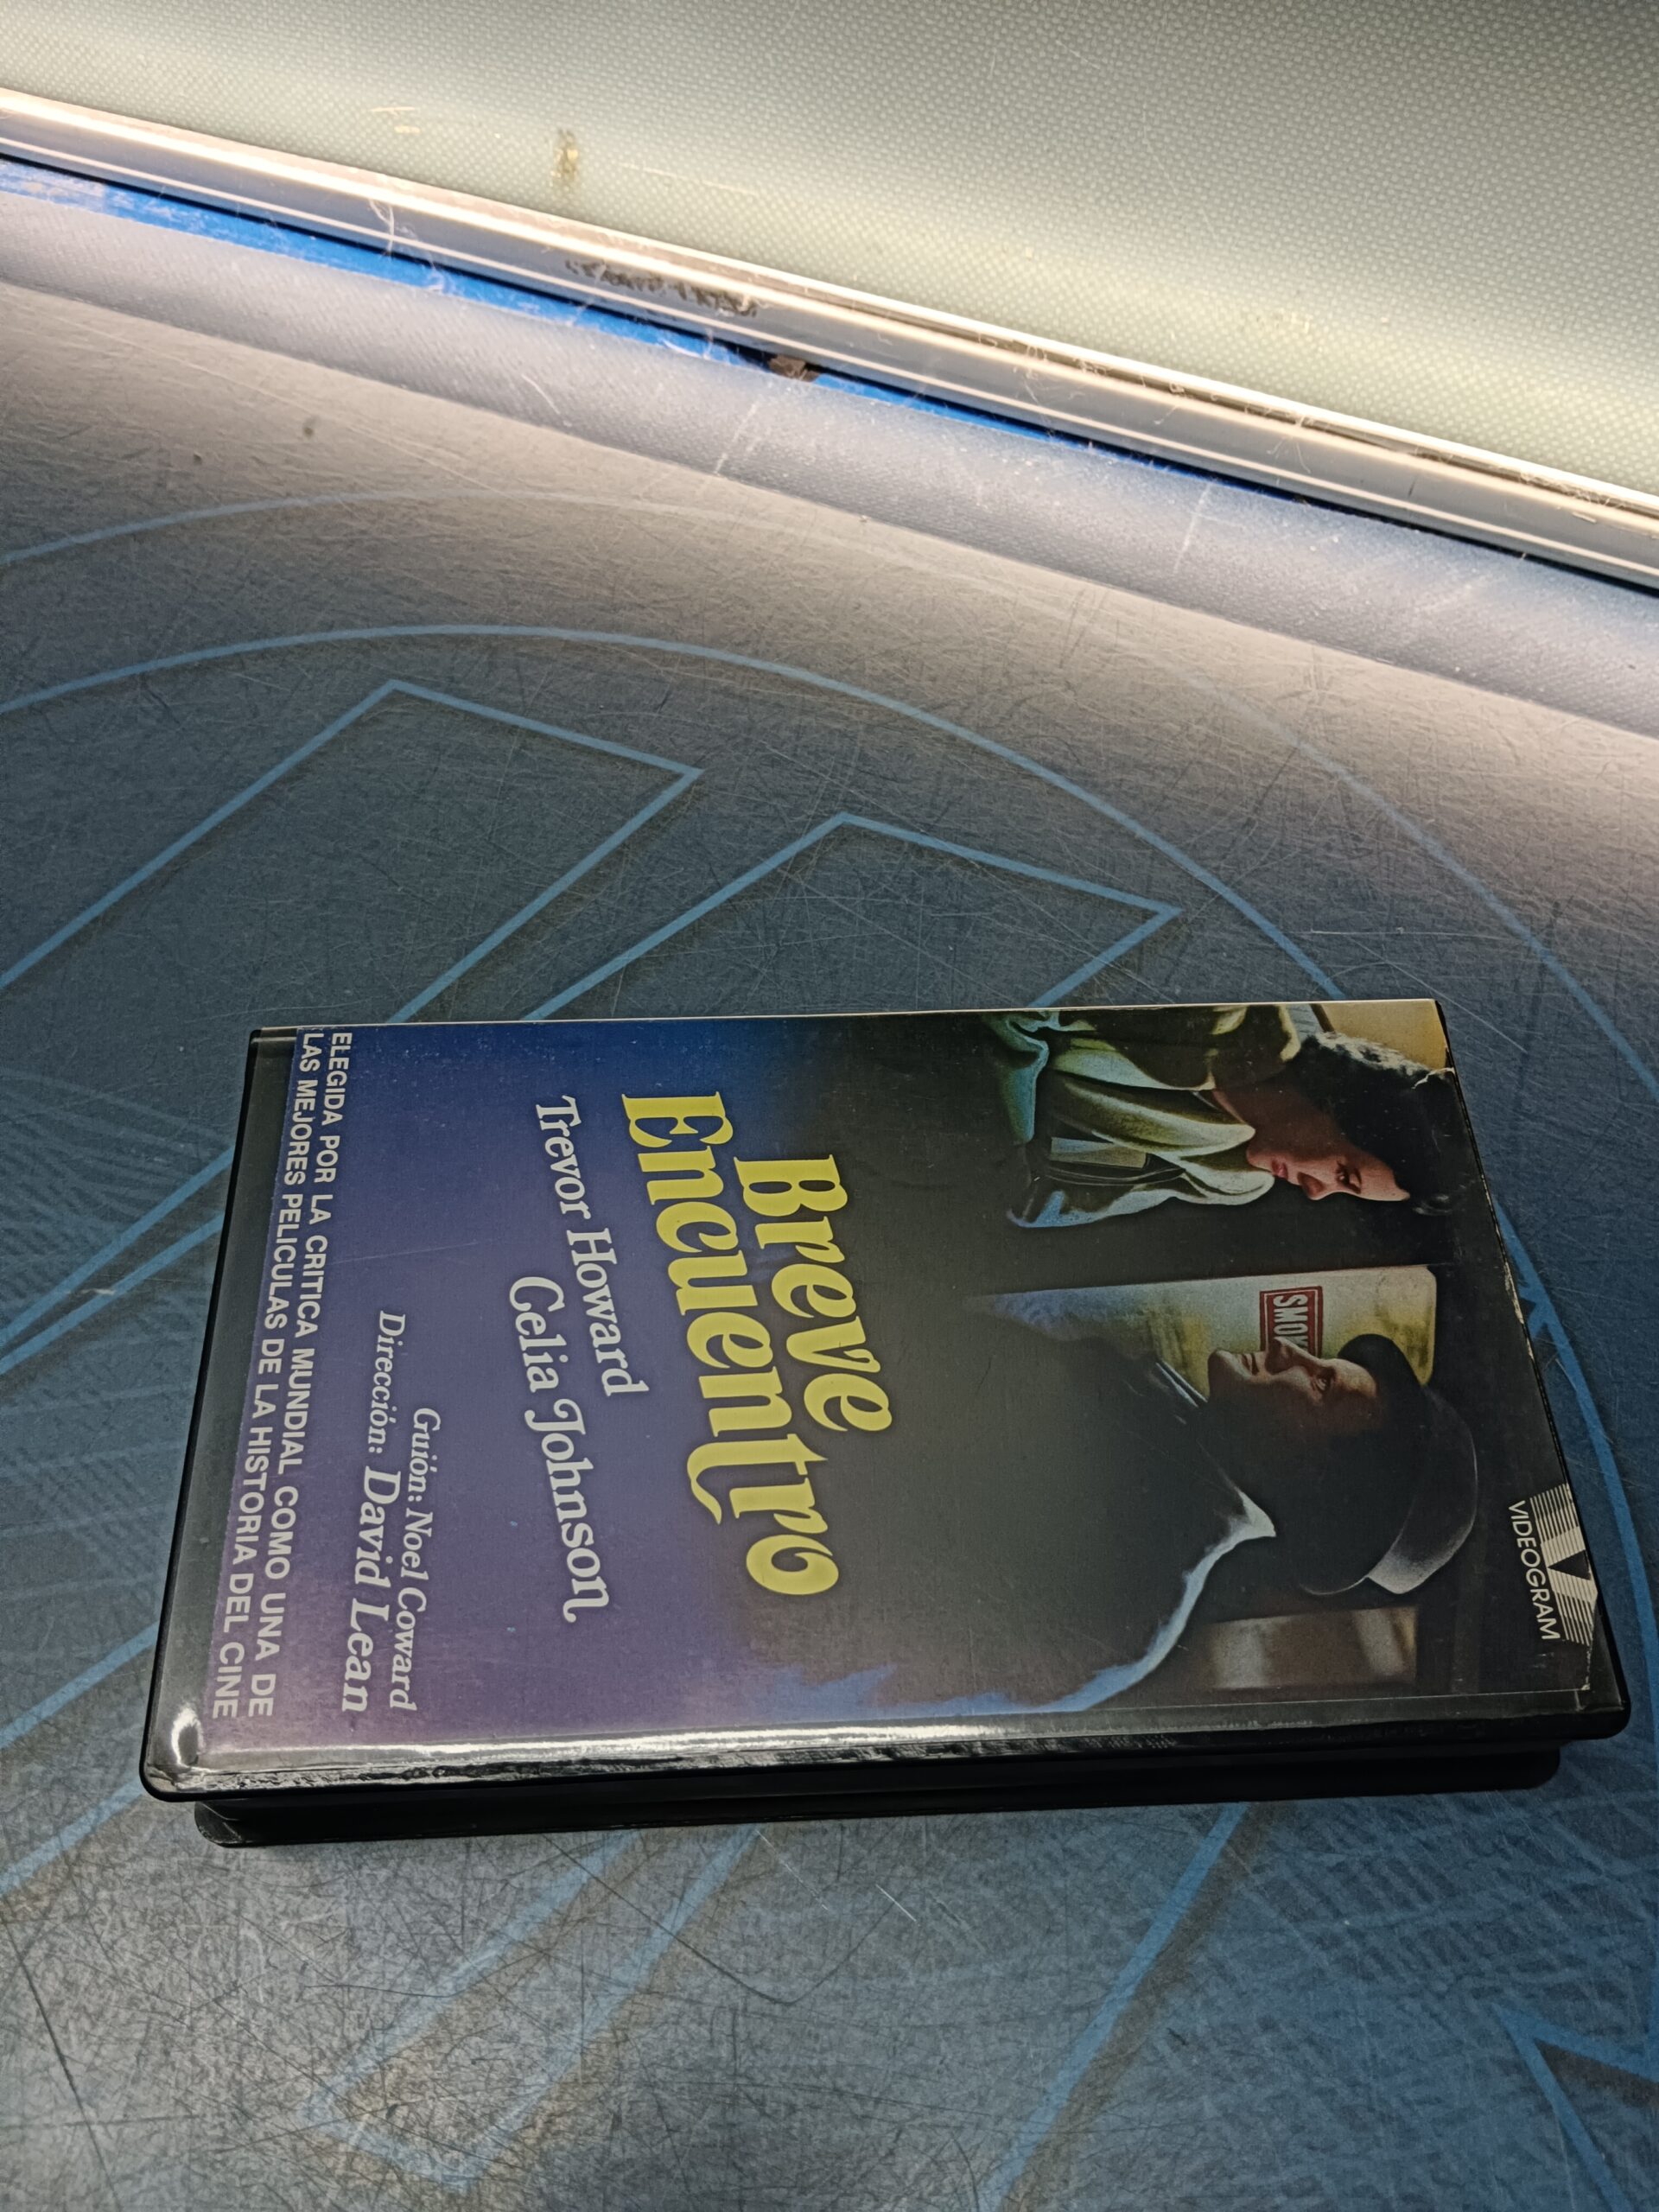 VIDEOGRAM
SMOK
Breve
Encuentro
Trevor Howard
Celia Johnson
Guión: Noel Coward
Dirección: David Lean
ELEGIDA POR LA CRITICA MUNDIAL COMO UNA DE
LAS MEJORES PELICULAS DE LA HISTORIA DEL CINE